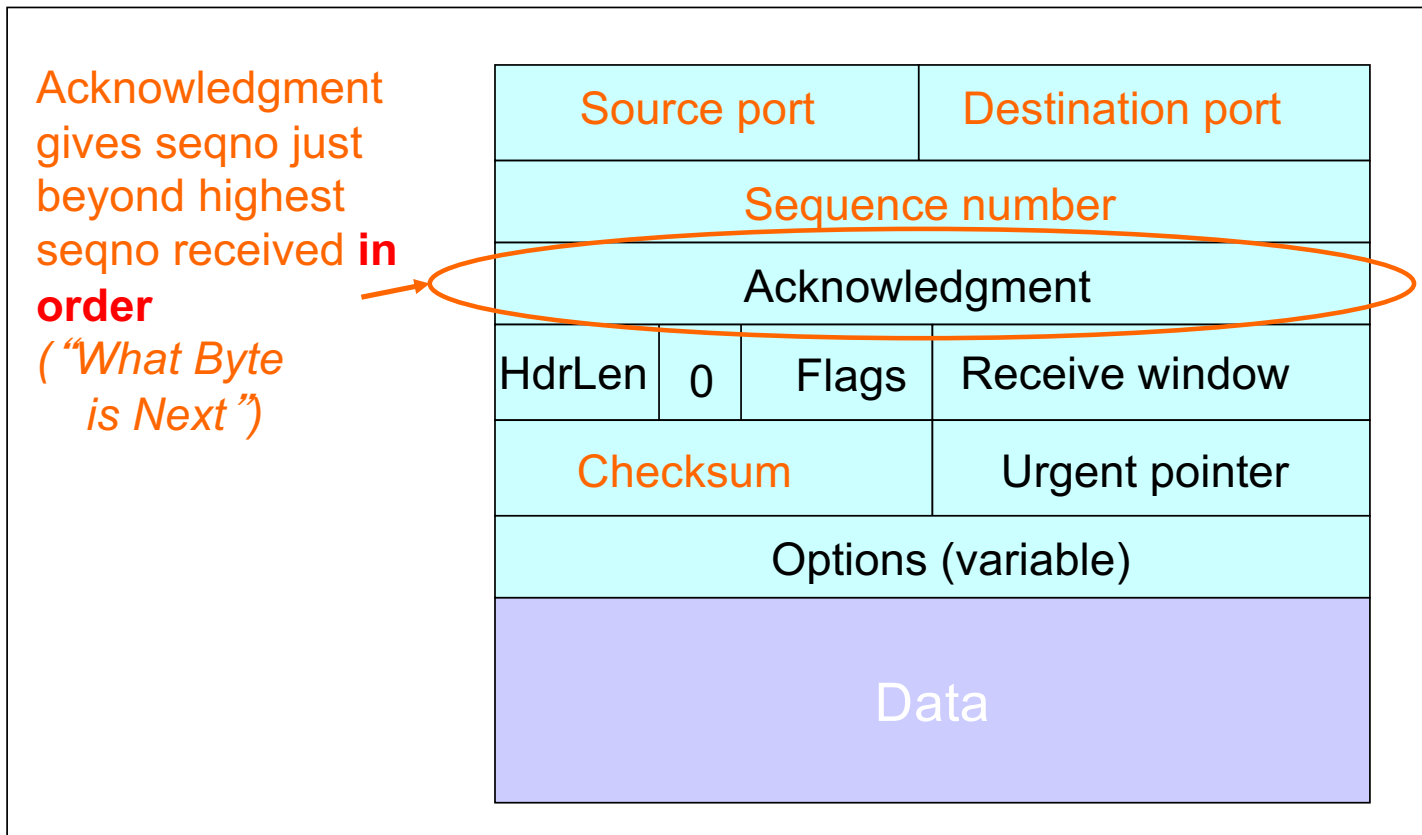 Acknowledgment
gives seqno just
beyond highest
seqno received in
order
(“What Byte
is Next”)
Source port
Destination port
Sequence number
Acknowledgment
HdrLen
0
Flags
Receive window
Checksum
Urgent pointer
Options (variable)
Data